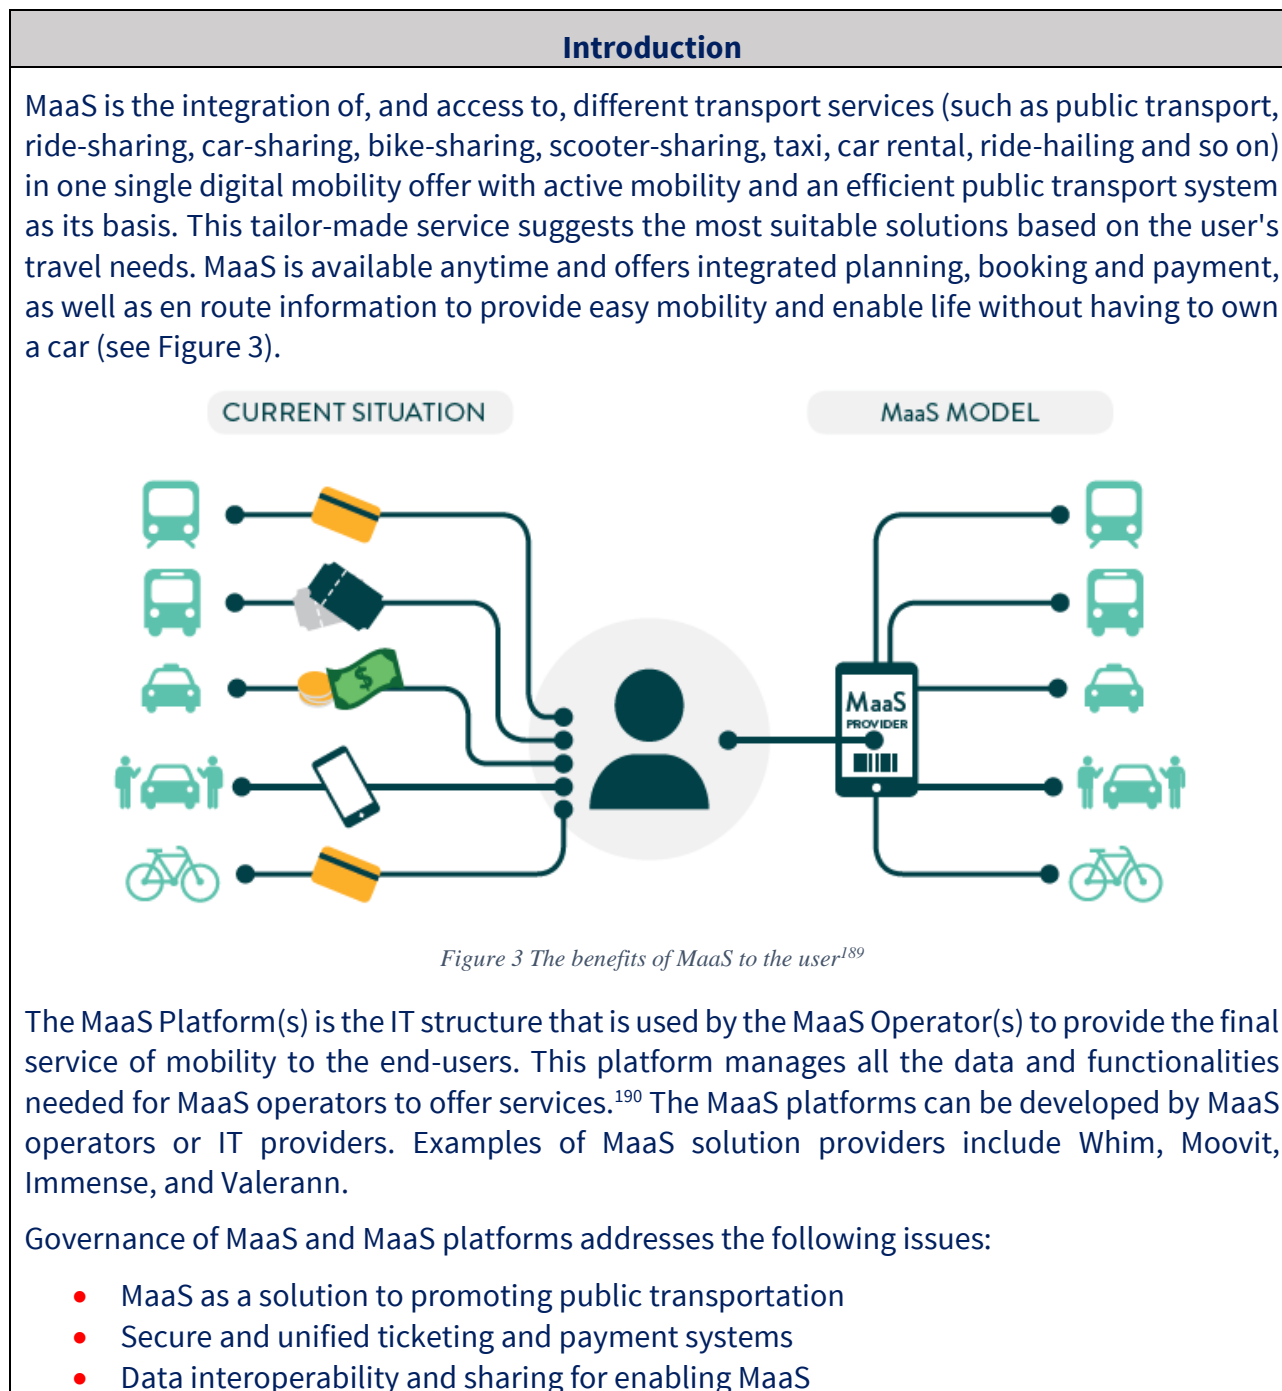 Introduction
MaaS is the integration of, and access to, different transport services (such as public transport,
ride-sharing, car-sharing, bike-sharing, scooter-sharing, taxi, car rental, ride-hailing and so on)
in one single digital mobility offer with active mobility and an efficient public transport system
as its basis. This tailor-made service suggests the most suitable solutions based on the user's
travel needs. MaaS is available anytime and offers integrated planning, booking and payment,
as well as en route information to provide easy mobility and enable life without having to own
a car (see Figure 3).
CURRENT SITUATION
MaaS MODEL
$
MaaS
PROVIDER
Figure 3 The benefits of MaaS to the user189
The MaaS Platform(s) is the IT structure that is used by the MaaS Operator(s) to provide the final
service of mobility to the end-users. This platform manages all the data and functionalities
needed for MaaS operators to offer services.190 The MaaS platforms can be developed by MaaS
operators or IT providers. Examples of MaaS solution providers include Whim, Moovit,
Immense, and Valerann.
Governance of MaaS and MaaS platforms addresses the following issues:
• MaaS as a solution to promoting public transportation
• Secure and unified ticketing and payment systems
• Data interoperability and sharing for enabling MaaS